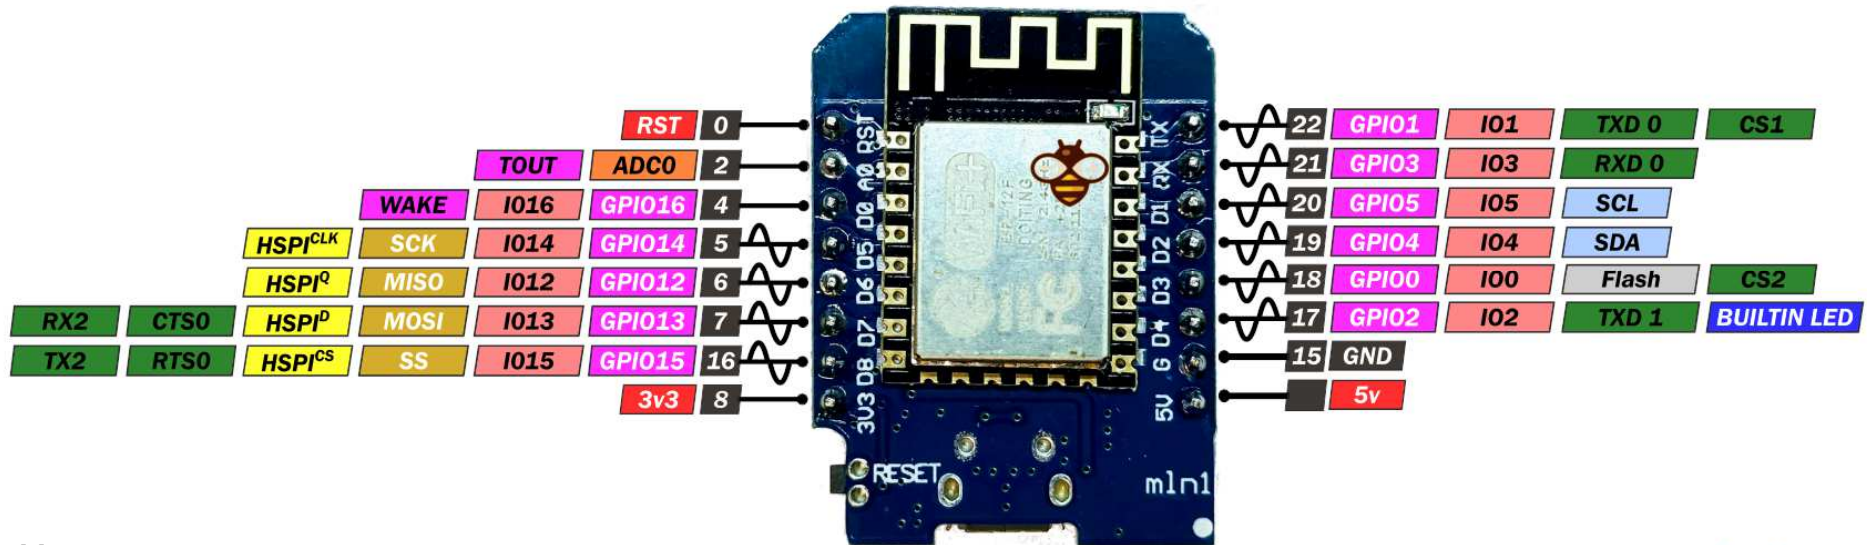 RST 0
TOUT ADC0 2
WAKE IO16 GPIO16 4
HSPICLK SCK IO14 GPIO14 5
HSPIQ MISO IO12 GPIO12 6
RX2 CTS0 HSPID MOSI IO13 GPIO13 7
TX2 RTS0 HSPICS SS IO15 GPIO15 16
3v3 8
RST
A0
D0
D5
D6
D7
D8
3V3
RESET
TX
RX
D1
D2
D3
D4
G
5V
mln1
22 GPIO1 IO1 TXD 0 CS1
21 GPIO3 IO3 RXD 0
20 GPIO5 IO5 SCL
19 GPIO4 IO4 SDA
18 GPIO0 IO0 Flash CS2
17 GPIO2 IO2 TXD 1 BUILTIN LED
15 GND
5v